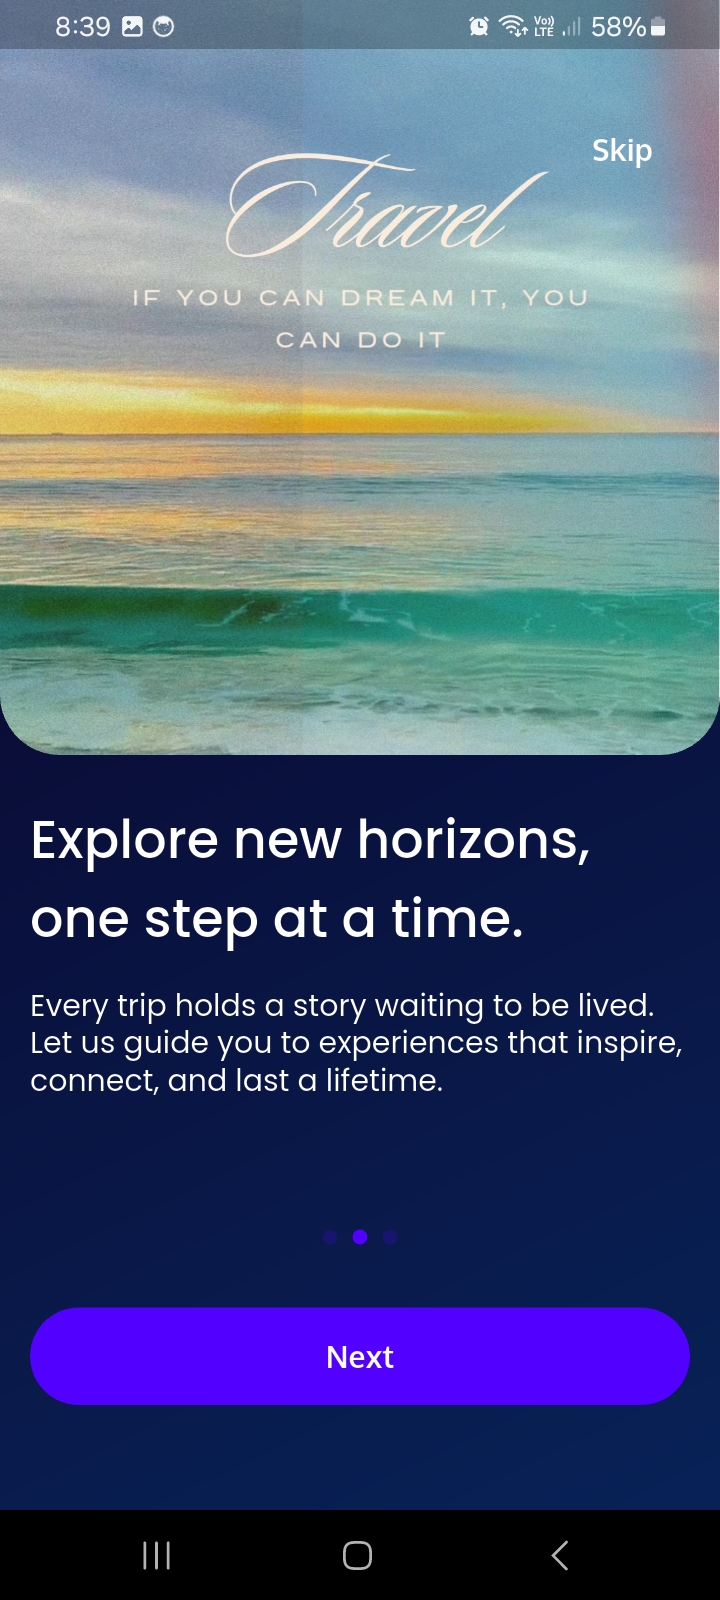 8:39 Vo)) LTE 58%
Skip
Travel
IF YOU CAN DREAM IT, YOU
CAN DO IT
Explore new horizons,
one step at a time.
Every trip holds a story waiting to be lived.
Let us guide you to experiences that inspire,
connect, and last a lifetime.
Next